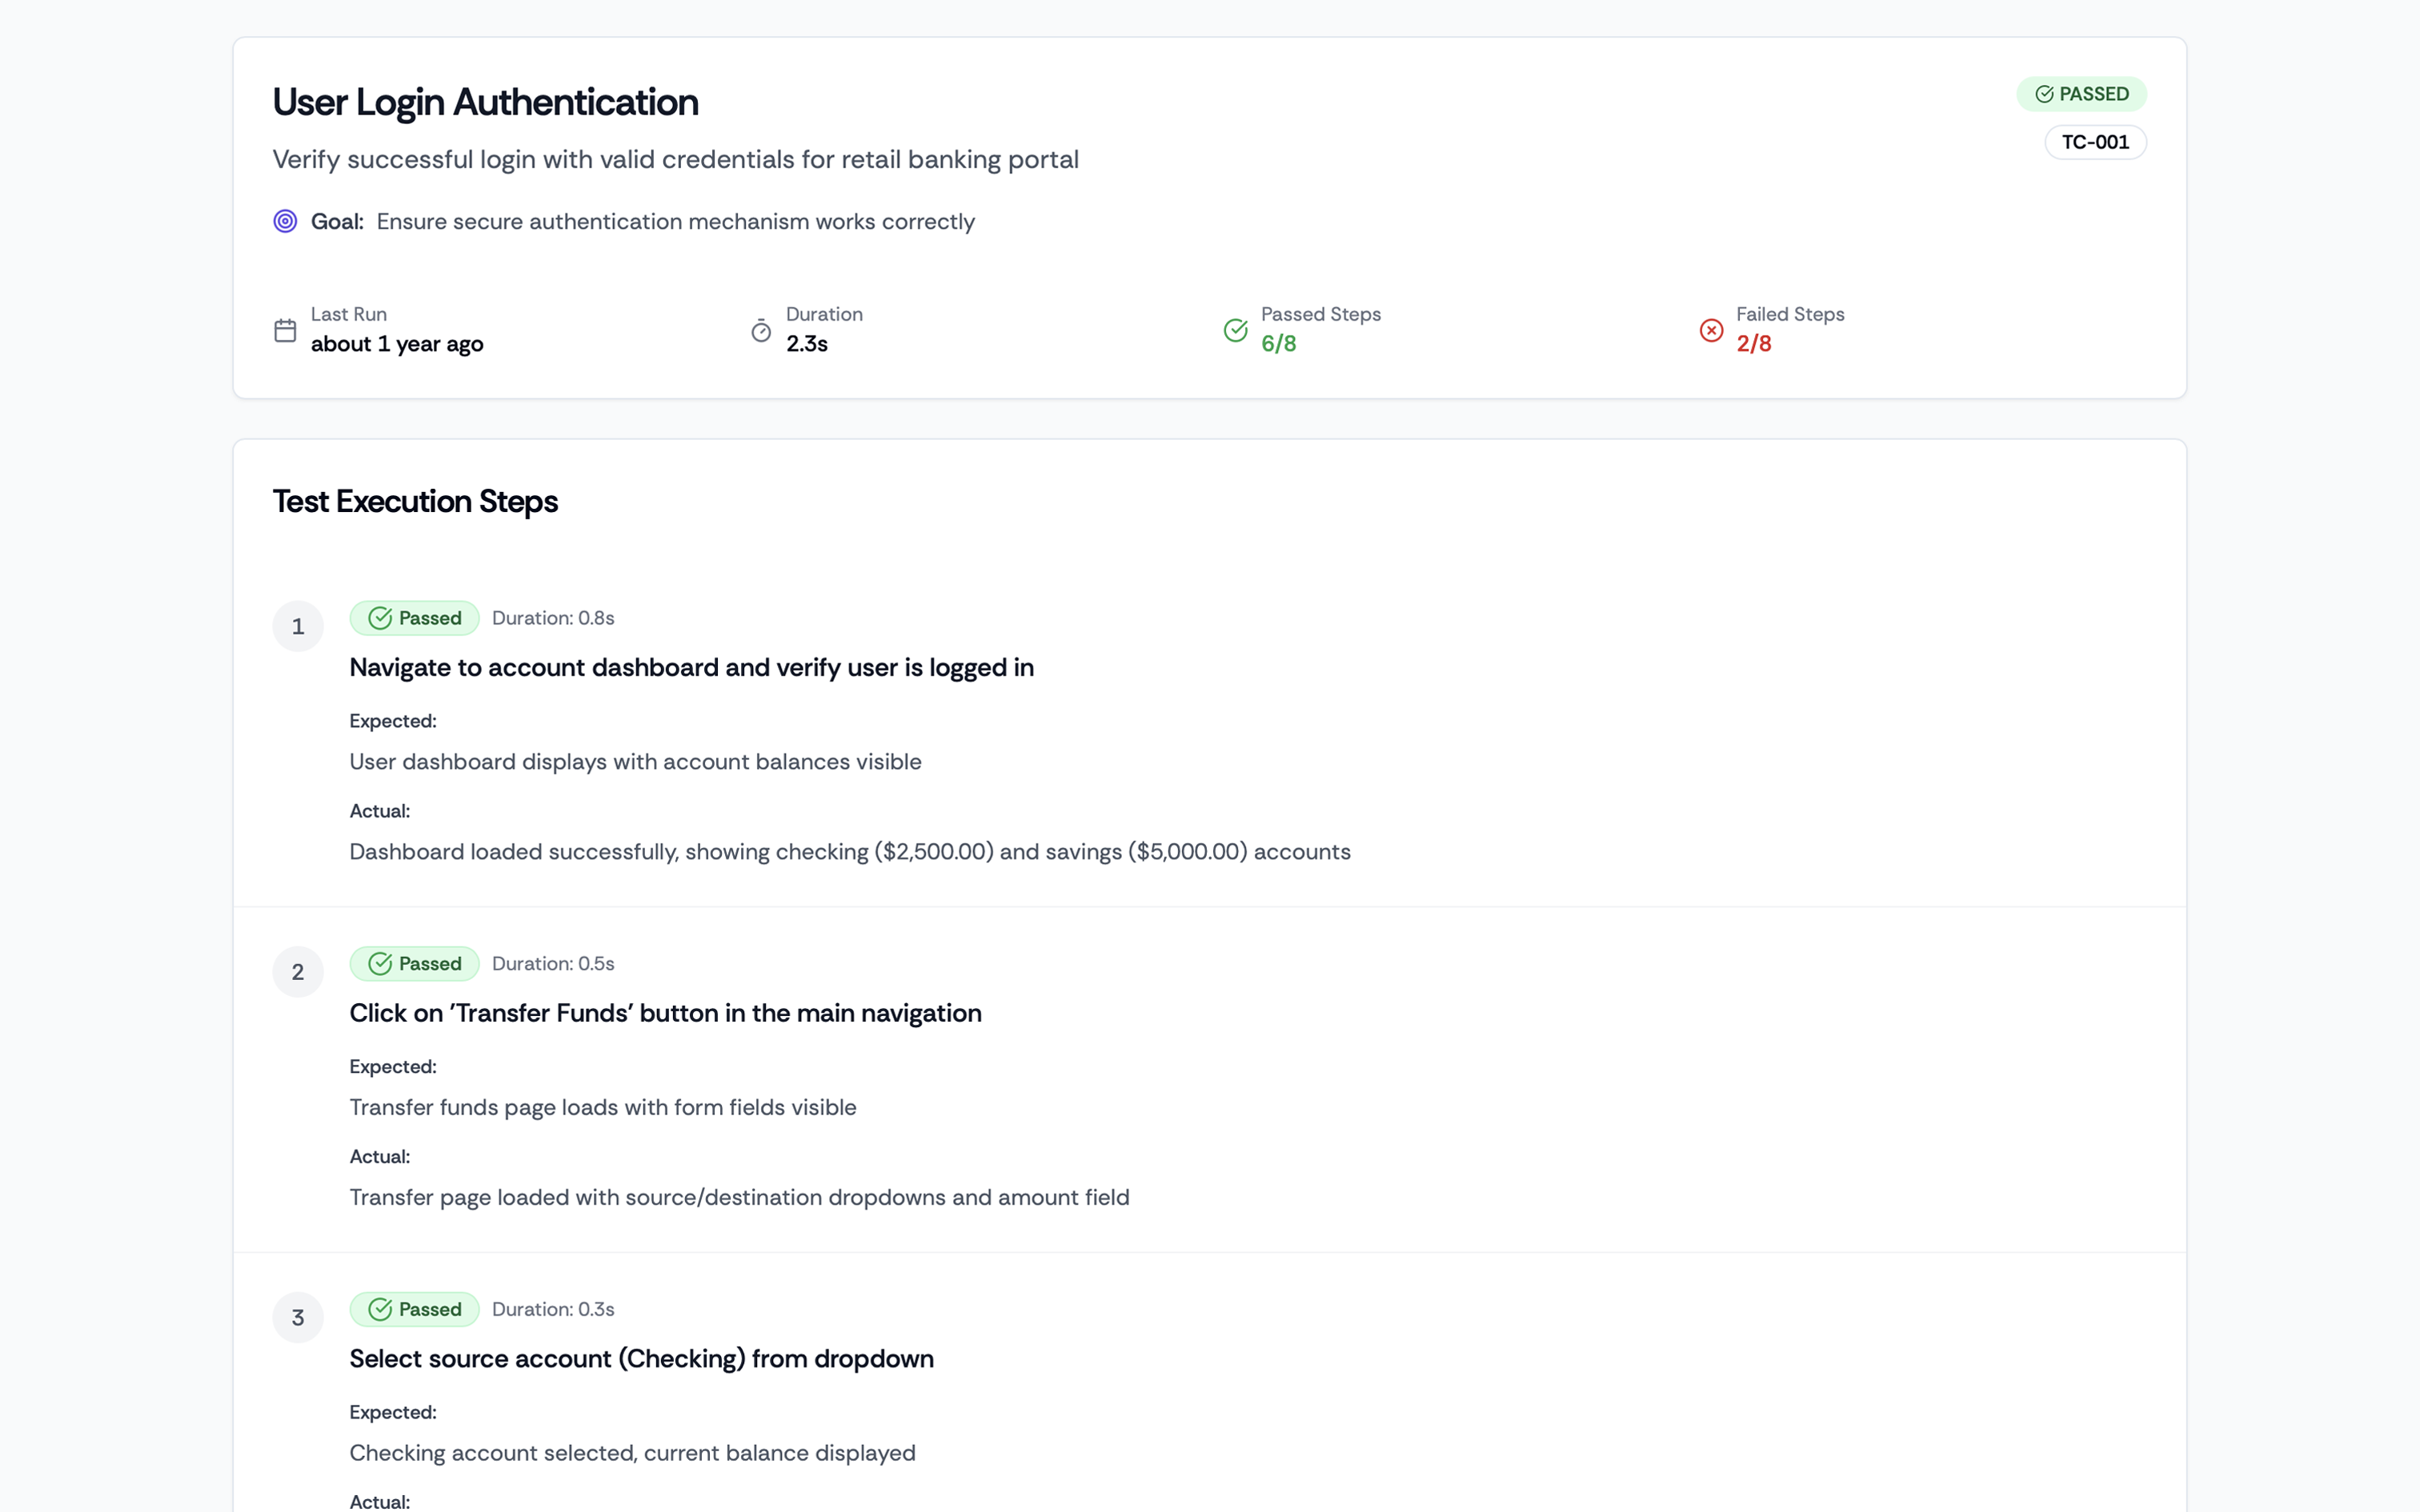 User Login Authentication
PASSED
TC-001
Verify successful login with valid credentials for retail banking portal
Goal: Ensure secure authentication mechanism works correctly
Last Run
about 1 year ago
Duration
2.3s
Passed Steps
6/8
Failed Steps
2/8
Test Execution Steps
1
Passed Duration: 0.8s
Navigate to account dashboard and verify user is logged in
Expected:
User dashboard displays with account balances visible
Actual:
Dashboard loaded successfully, showing checking ($2,500.00) and savings ($5,000.00) accounts
2
Passed Duration: 0.5s
Click on 'Transfer Funds' button in the main navigation
Expected:
Transfer funds page loads with form fields visible
Actual:
Transfer page loaded with source/destination dropdowns and amount field
3
Passed Duration: 0.3s
Select source account (Checking) from dropdown
Expected:
Checking account selected, current balance displayed
Actual: